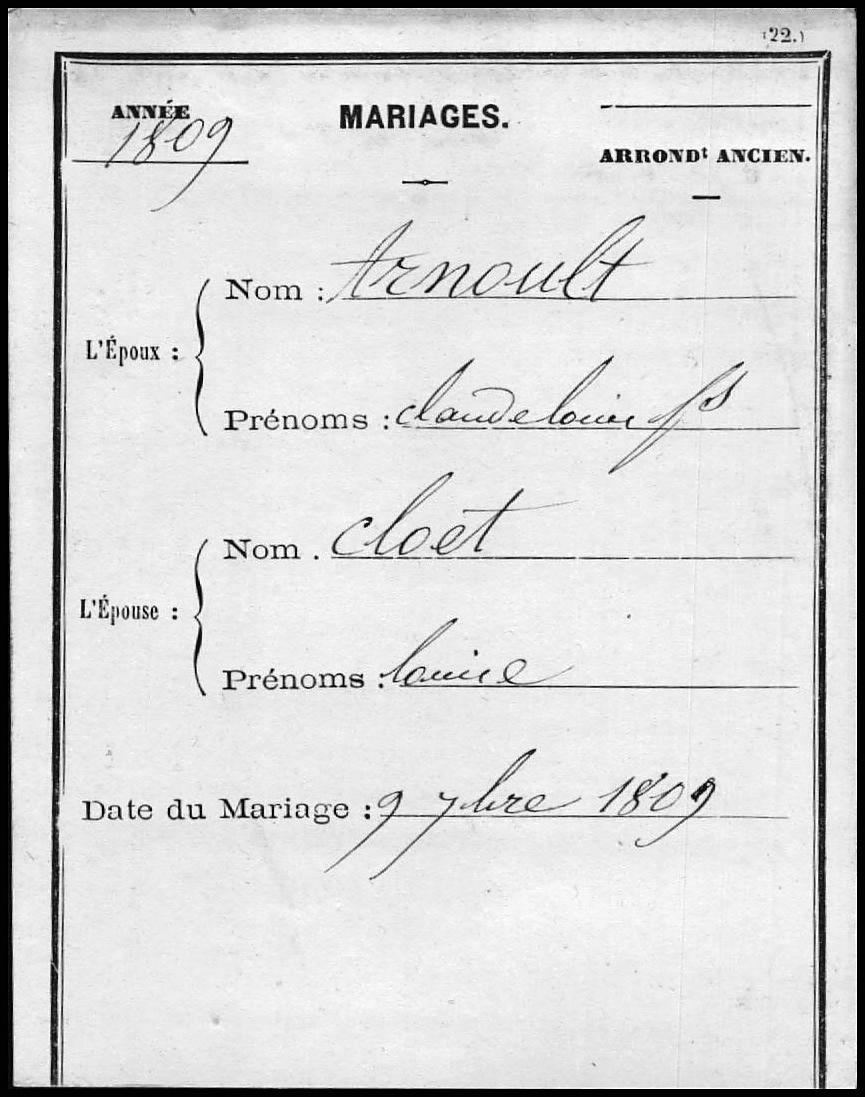 (22.)
ANNÉE
1809
MARIAGES.
ARRONDt ANCIEN.
L'Époux :
Nom : Arnoult
Prénoms : claude louis fs
L'Épouse :
Nom . cloët
Prénoms : louise
Date du Mariage : 9 7bre 1809